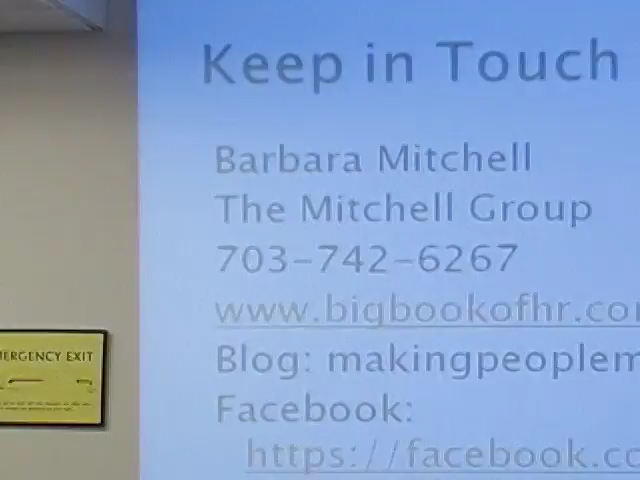 Keep in Touch
Barbara Mitchell
The Mitchell Group
703-742-6267
www.bigbookofhr.co
Blog: makingpeoplem
Facebook:
https://facebook.co
ERGENCY EXIT